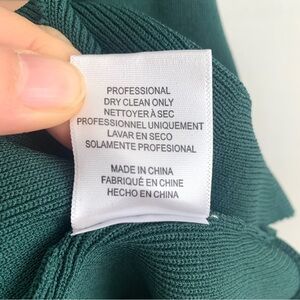 PROFESSIONAL
DRY CLEAN ONLY
NETTOYER À SEC
PROFESSIONNEL UNIQUEMENT
LAVAR EN SECO
SOLAMENTE PROFESIONAL
MADE IN CHINA
FABRIQUÉ EN CHINE
HECHO EN CHINA